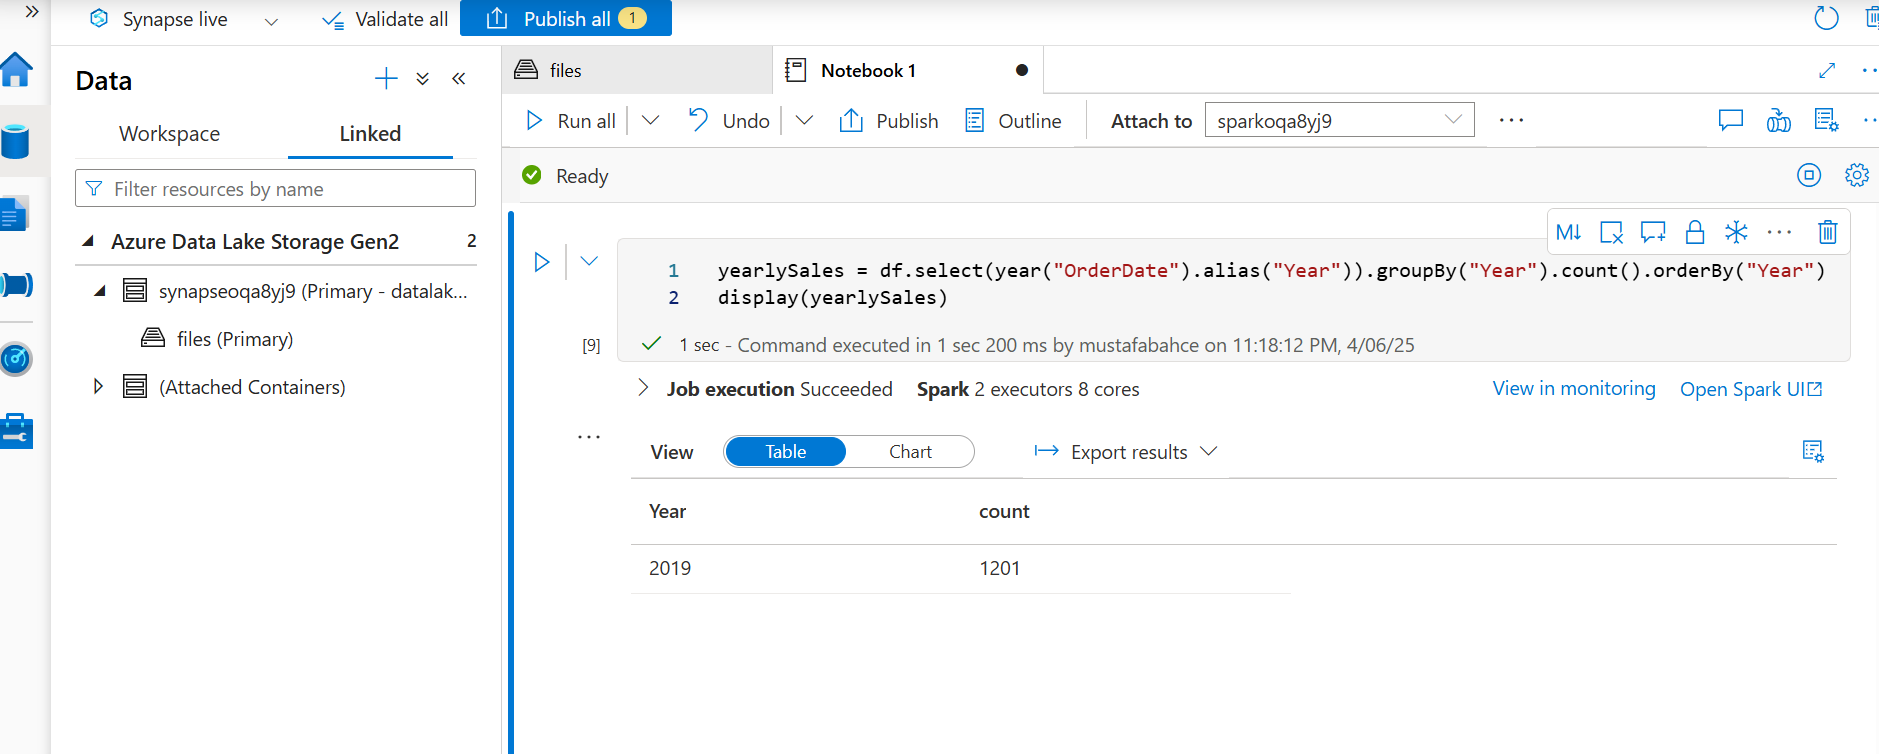 Synapse live
Validate all
Publish all 1
Data
Workspace
Linked
Filter resources by name
Azure Data Lake Storage Gen2 2
synapseoqa8yj9 (Primary - datalak...
files (Primary)
(Attached Containers)
files
Notebook 1
Run all
Undo
Publish
Outline
Attach to
sparkoqa8yj9
Ready
M↓
1 yearlySales = df.select(year("OrderDate").alias("Year")).groupBy("Year").count().orderBy("Year")
2 display(yearlySales)
[9] 1 sec - Command executed in 1 sec 200 ms by mustafabahce on 11:18:12 PM, 4/06/25
Job execution Succeeded Spark 2 executors 8 cores
View in monitoring
Open Spark UI
View
Table
Chart
Export results
Year count
2019 1201